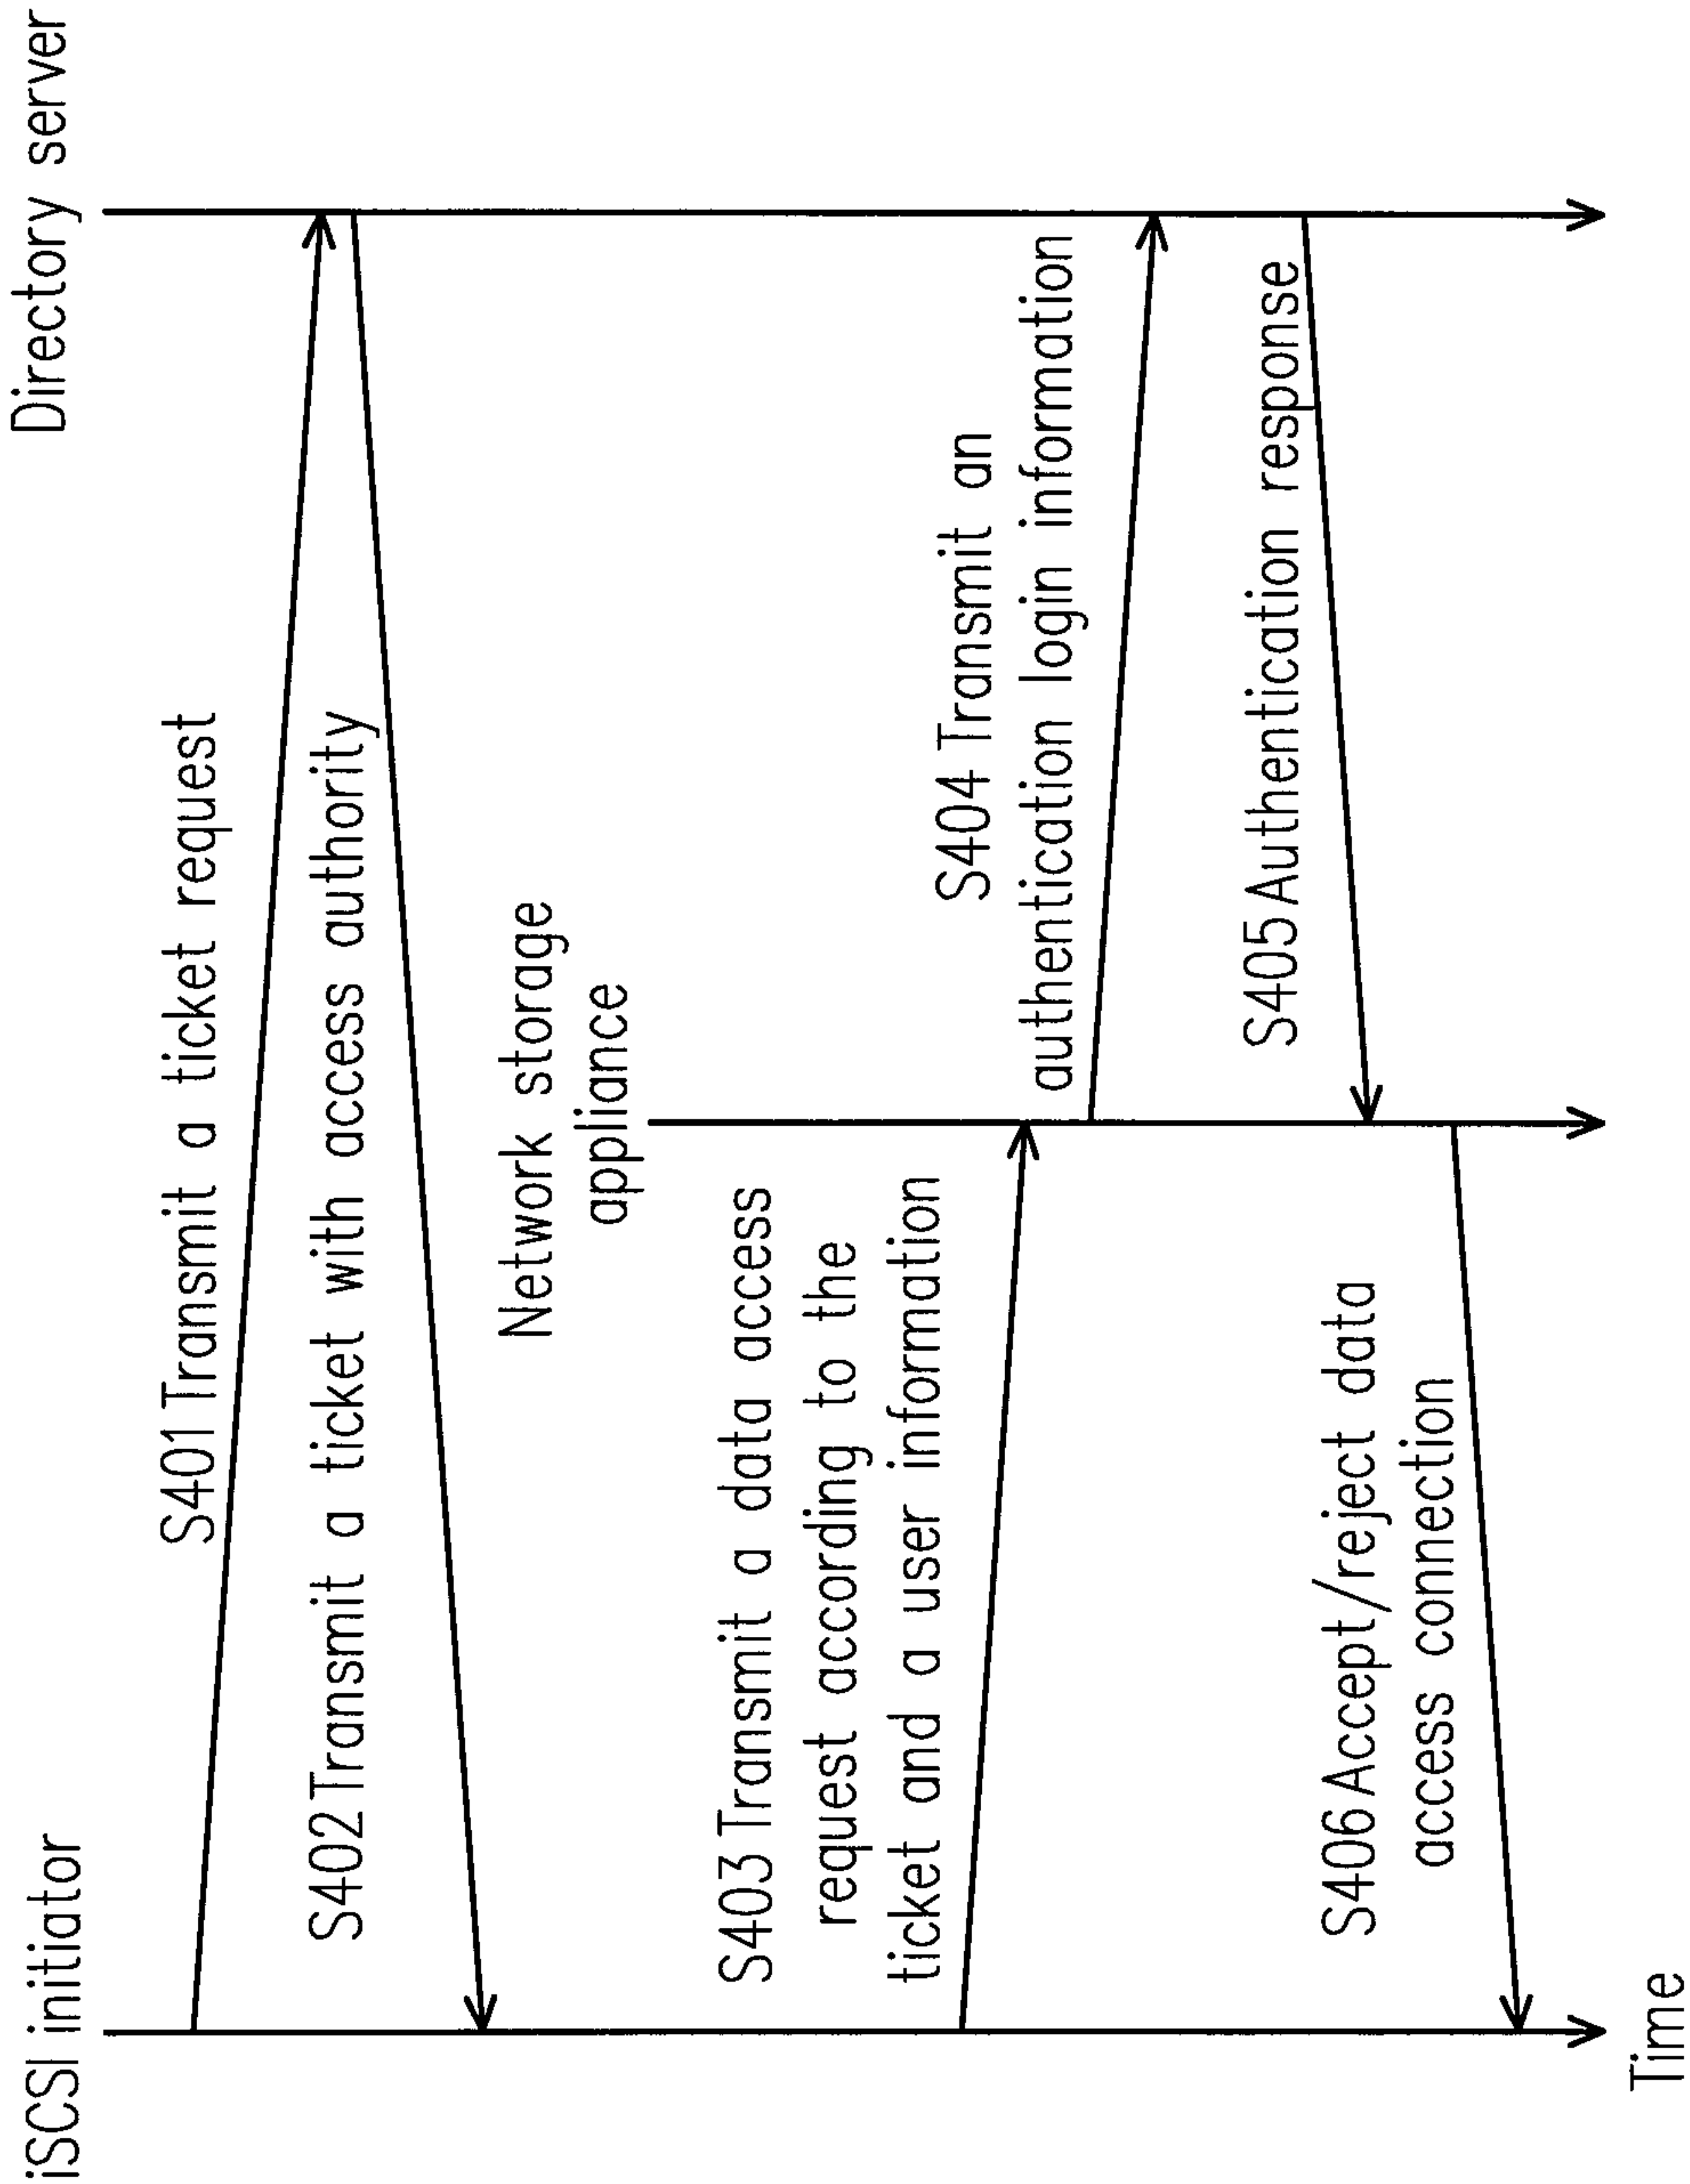 iSCSI initiator
Directory server
S401 Transmit a ticket request
S402 Transmit a ticket with access authority
Network storage
appliance
S403 Transmit a data access
request according to the
ticket and a user information
S404 Transmit an
authentication login information
S405 Authentication response
S406 Accept/reject data
access connection
Time